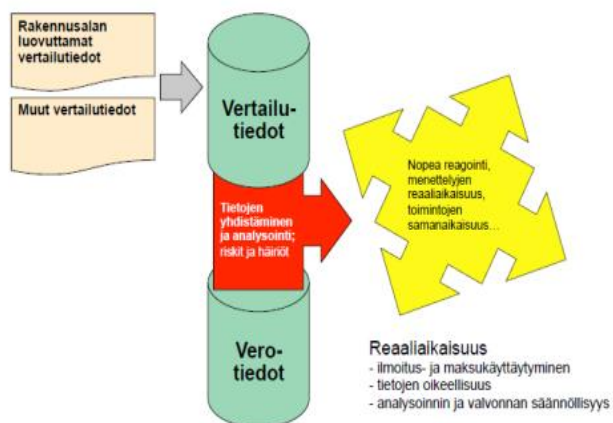 Rakennusalan
luovuttamat
vertailutiedot
Muut vertailutiedot
Vertailu-
tiedot
Tietojen
yhdistäminen
ja analysointi;
riskit ja häiriöt
Vero-
tiedot
Nopea reagointi,
menettelyjen
reaaliaikaisuus,
toimintojen
samanaikaisuus…
Reaaliaikaisuus
- ilmoitus- ja maksukäyttäytyminen
- tietojen oikeellisuus
- analysoinnin ja valvonnan säännöllisyys